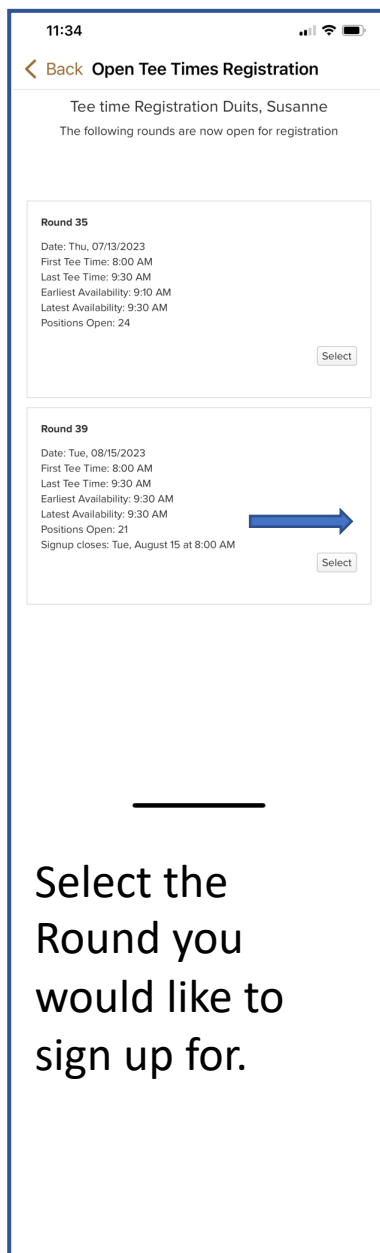 11:34
Back Open Tee Times Registration
Tee time Registration Duits, Susanne
The following rounds are now open for registration
Round 35
Date: Thu, 07/13/2023
First Tee Time: 8:00 AM
Last Tee Time: 9:30 AM
Earliest Availability: 9:10 AM
Latest Availability: 9:30 AM
Positions Open: 24
Select
Round 39
Date: Tue, 08/15/2023
First Tee Time: 8:00 AM
Last Tee Time: 9:30 AM
Earliest Availability: 9:30 AM
Latest Availability: 9:30 AM
Positions Open: 21
Signup closes: Tue, August 15 at 8:00 AM
Select
Select the
Round you
would like to
sign up for.